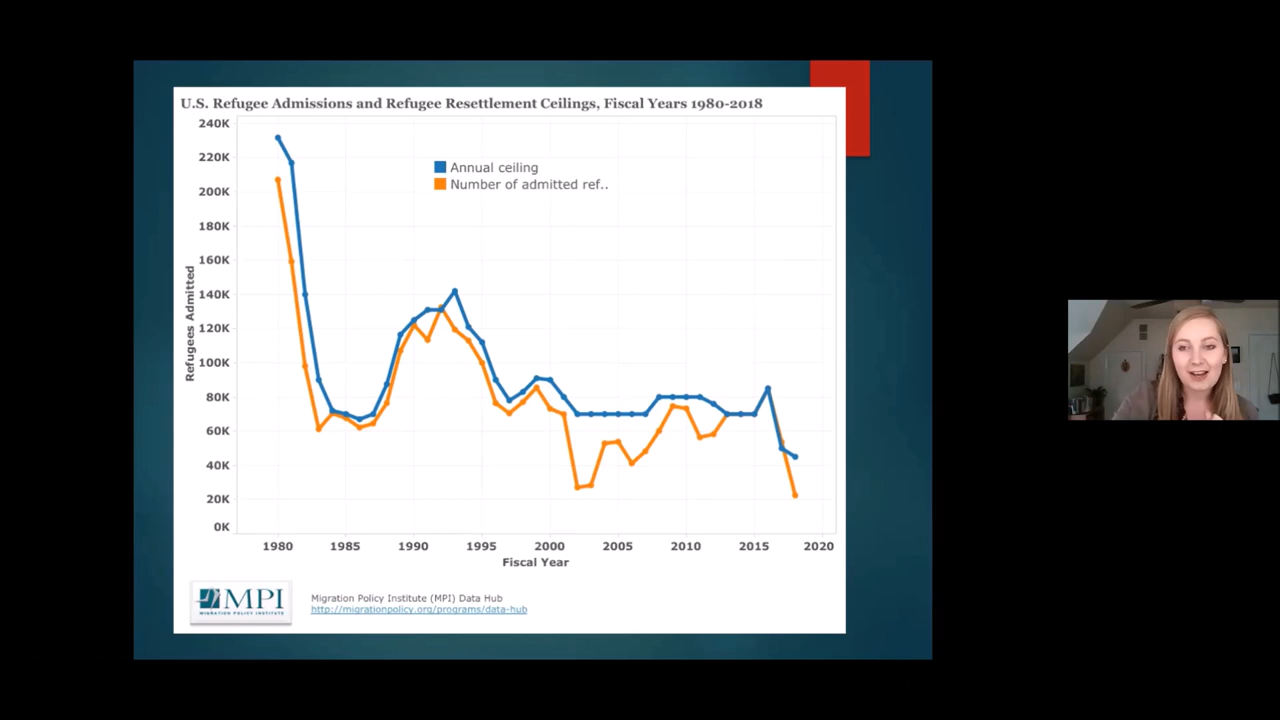 U.S. Refugee Admissions and Refugee Resettlement Ceilings, Fiscal Years 1980-2018
240K
220K
200K
180K
160K
140K
120K
100K
80K
60K
40K
20K
0K
Refugees Admitted
Annual ceiling
Number of admitted ref..
1980 1985 1990 1995 2000 2005 2010 2015 2020
Fiscal Year
MPI
MIGRATION POLICY INSTITUTE
Migration Policy Institute (MPI) Data Hub
http://migrationpolicy.org/programs/data-hub